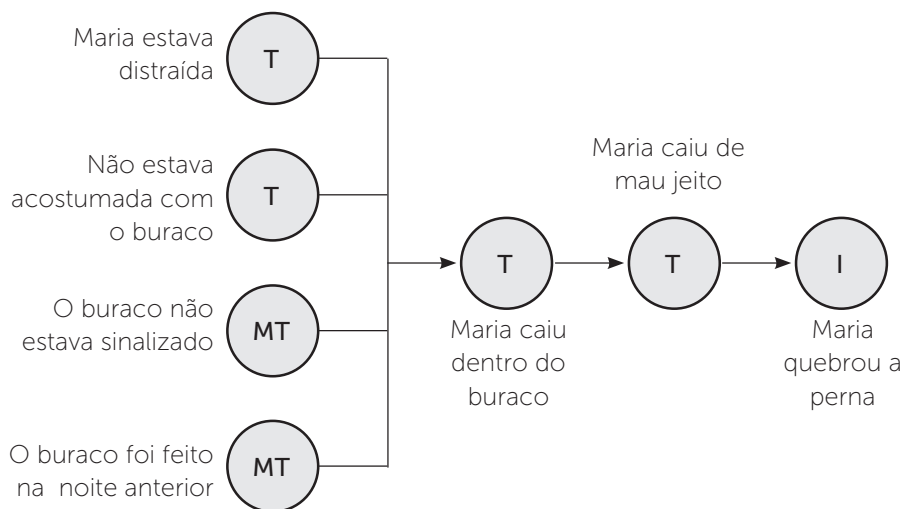 Maria estava
distraída
T
Não estava
acostumada com
o buraco
T
O buraco não
estava sinalizado
MT
O buraco foi feito
na noite anterior
MT
T
Maria caiu
dentro do
buraco
Maria caiu de
mau jeito
T
I
Maria
quebrou a
perna